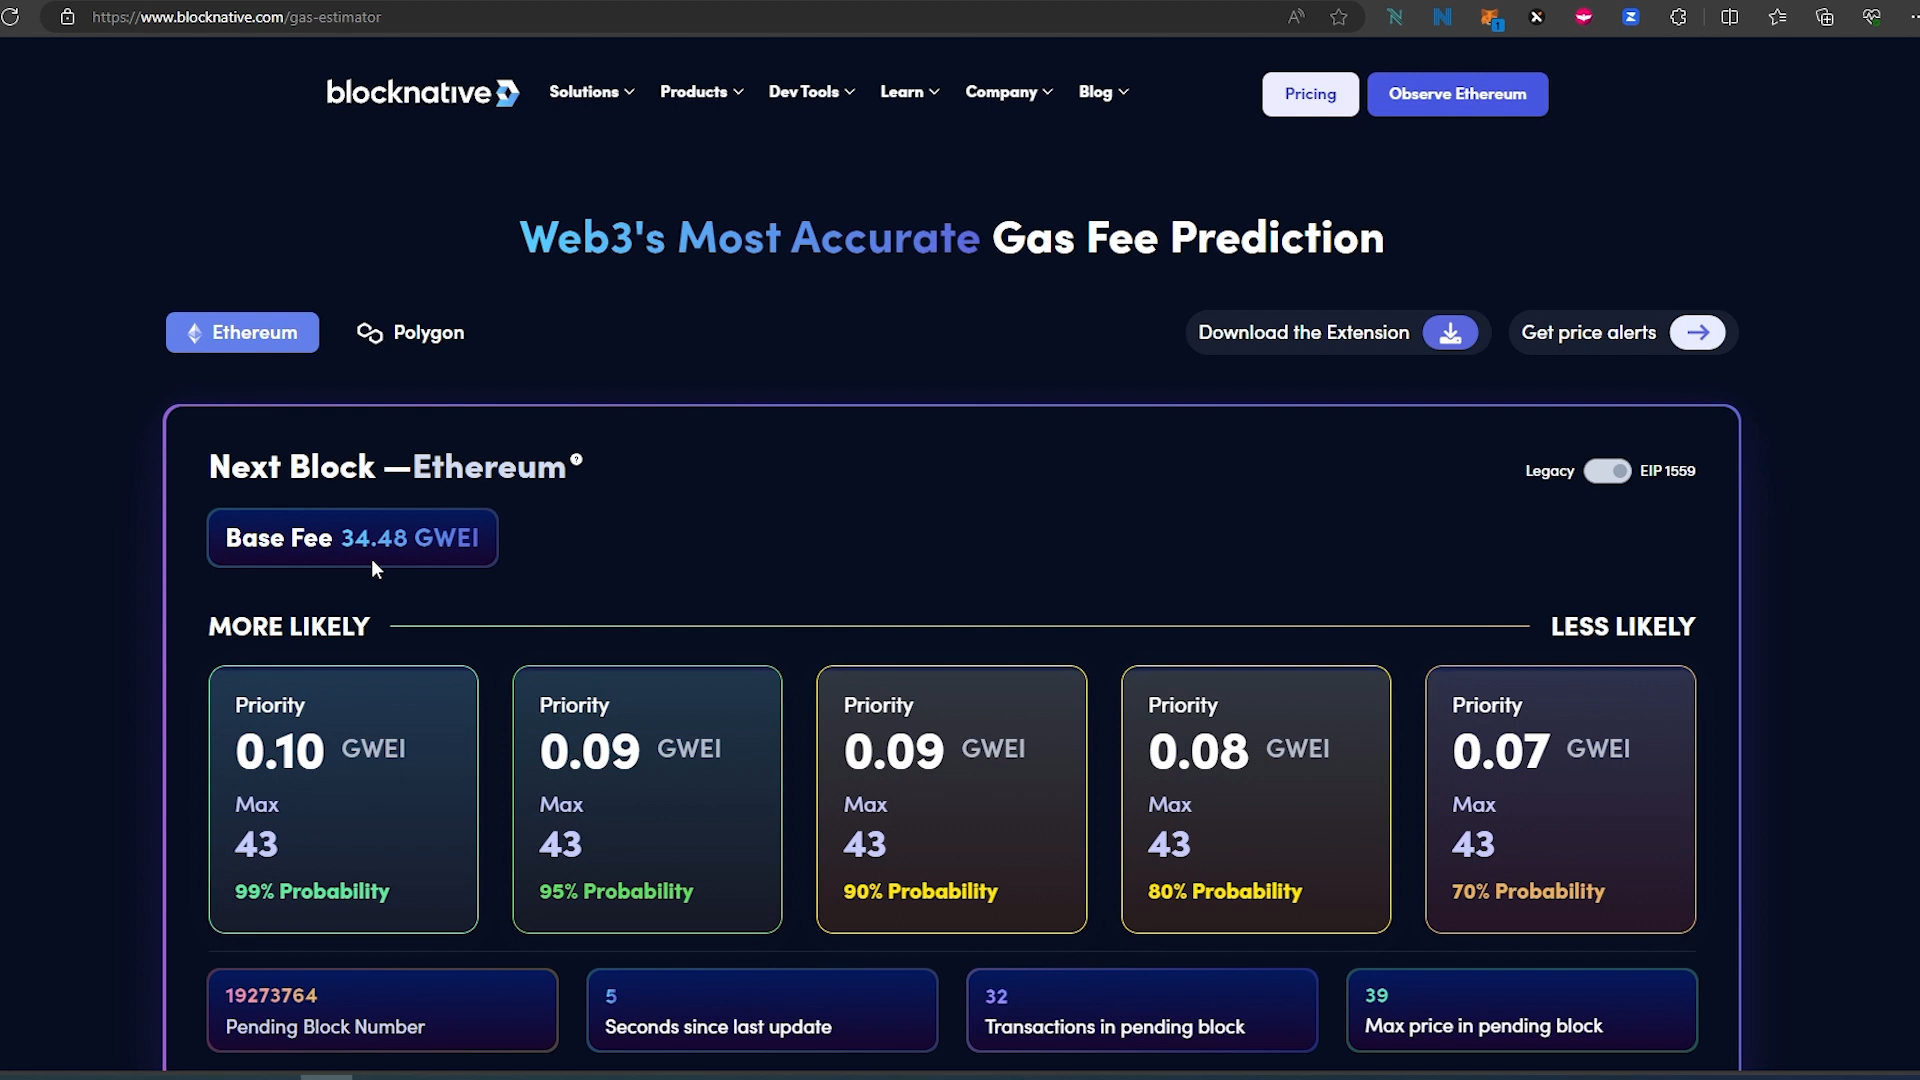 https://www.blocknative.com/gas-estimator
blocknative
Solutions
Products
Dev Tools
Learn
Company
Blog
Pricing
Observe Ethereum
Web3's Most Accurate Gas Fee Prediction
Ethereum
Polygon
Download the Extension
Get price alerts
Next Block —Ethereum ?
Legacy
EIP 1559
Base Fee 34.48 GWEI
MORE LIKELY
LESS LIKELY
Priority
0.10 GWEI
Max
43
99% Probability
Priority
0.09 GWEI
Max
43
95% Probability
Priority
0.09 GWEI
Max
43
90% Probability
Priority
0.08 GWEI
Max
43
80% Probability
Priority
0.07 GWEI
Max
43
70% Probability
19273764
Pending Block Number
5
Seconds since last update
32
Transactions in pending block
39
Max price in pending block